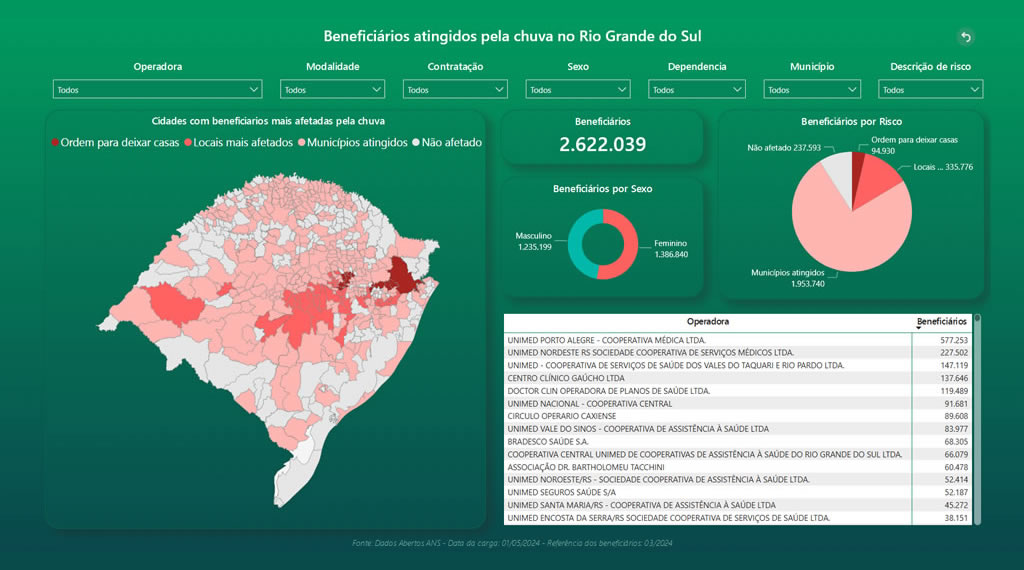 Beneficiários atingidos pela chuva no Rio Grande do Sul
Operadora
Modalidade
Contratação
Sexo
Dependencia
Município
Descrição de risco
Todos
Todos
Todos
Todos
Todos
Todos
Todos
Cidades com beneficiarios mais afetadas pela chuva
Ordem para deixar casas Locais mais afetados Municípios atingidos Não afetado
Beneficiários
2.622.039
Beneficiários por Sexo
Masculino
1.235.199
Feminino
1.386.840
Beneficiários por Risco
Não afetado 237.593
Ordem para deixar casas
94.930
Locais ... 335.776
Municípios atingidos
1.953.740
Operadora Beneficiários
UNIMED PORTO ALEGRE - COOPERATIVA MÉDICA LTDA. 577.253
UNIMED NORDESTE RS SOCIEDADE COOPERATIVA DE SERVIÇOS MÉDICOS LTDA. 227.502
UNIMED - COOPERATIVA DE SERVIÇOS DE SAÚDE DOS VALES DO TAQUARI E RIO PARDO LTDA. 147.119
CENTRO CLÍNICO GAÚCHO LTDA 137.646
DOCTOR CLIN OPERADORA DE PLANOS DE SAÚDE LTDA. 119.489
UNIMED NACIONAL - COOPERATIVA CENTRAL 91.681
CIRCULO OPERARIO CAXIENSE 89.608
UNIMED VALE DO SINOS - COOPERATIVA DE ASSISTÊNCIA À SAÚDE LTDA 83.977
BRADESCO SAÚDE S.A. 68.305
COOPERATIVA CENTRAL UNIMED DE COOPERATIVAS DE ASSISTÊNCIA À SAÚDE DO RIO GRANDE DO SUL LTDA. 66.079
ASSOCIAÇÃO DR. BARTHOLOMEU TACCHINI 60.478
UNIMED NOROESTE/RS - SOCIEDADE COOPERATIVA DE ASSISTÊNCIA À SAÚDE LTDA. 52.414
UNIMED SEGUROS SAÚDE S/A 52.187
UNIMED SANTA MARIA/RS - COOPERATIVA DE ASSISTÊNCIA À SAÚDE LTDA 45.272
UNIMED ENCOSTA DA SERRA/RS SOCIEDADE COOPERATIVA DE SERVIÇOS DE SAÚDE LTDA. 38.151
Fonte: Dados Abertos ANS - Data da carga: 01/05/2024 - Referência dos beneficiários: 03/2024